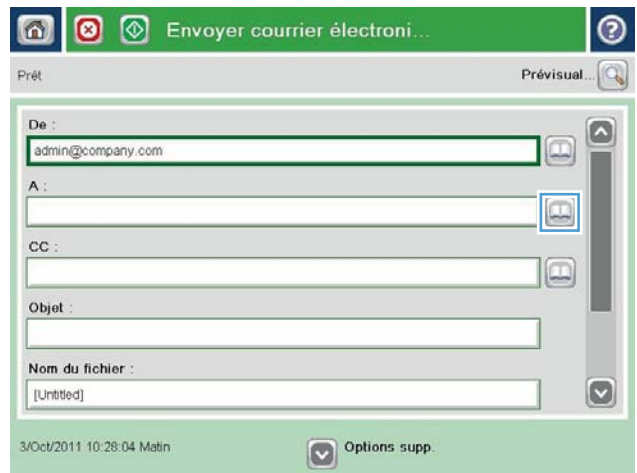 Envoyer courrier électroni...
Prêt
Prévisual...
De :
admin@company.com
A :
CC :
Objet :
Nom du fichier :
[Untitled]
3/Oct/2011 10:28:04 Matin
Options supp.